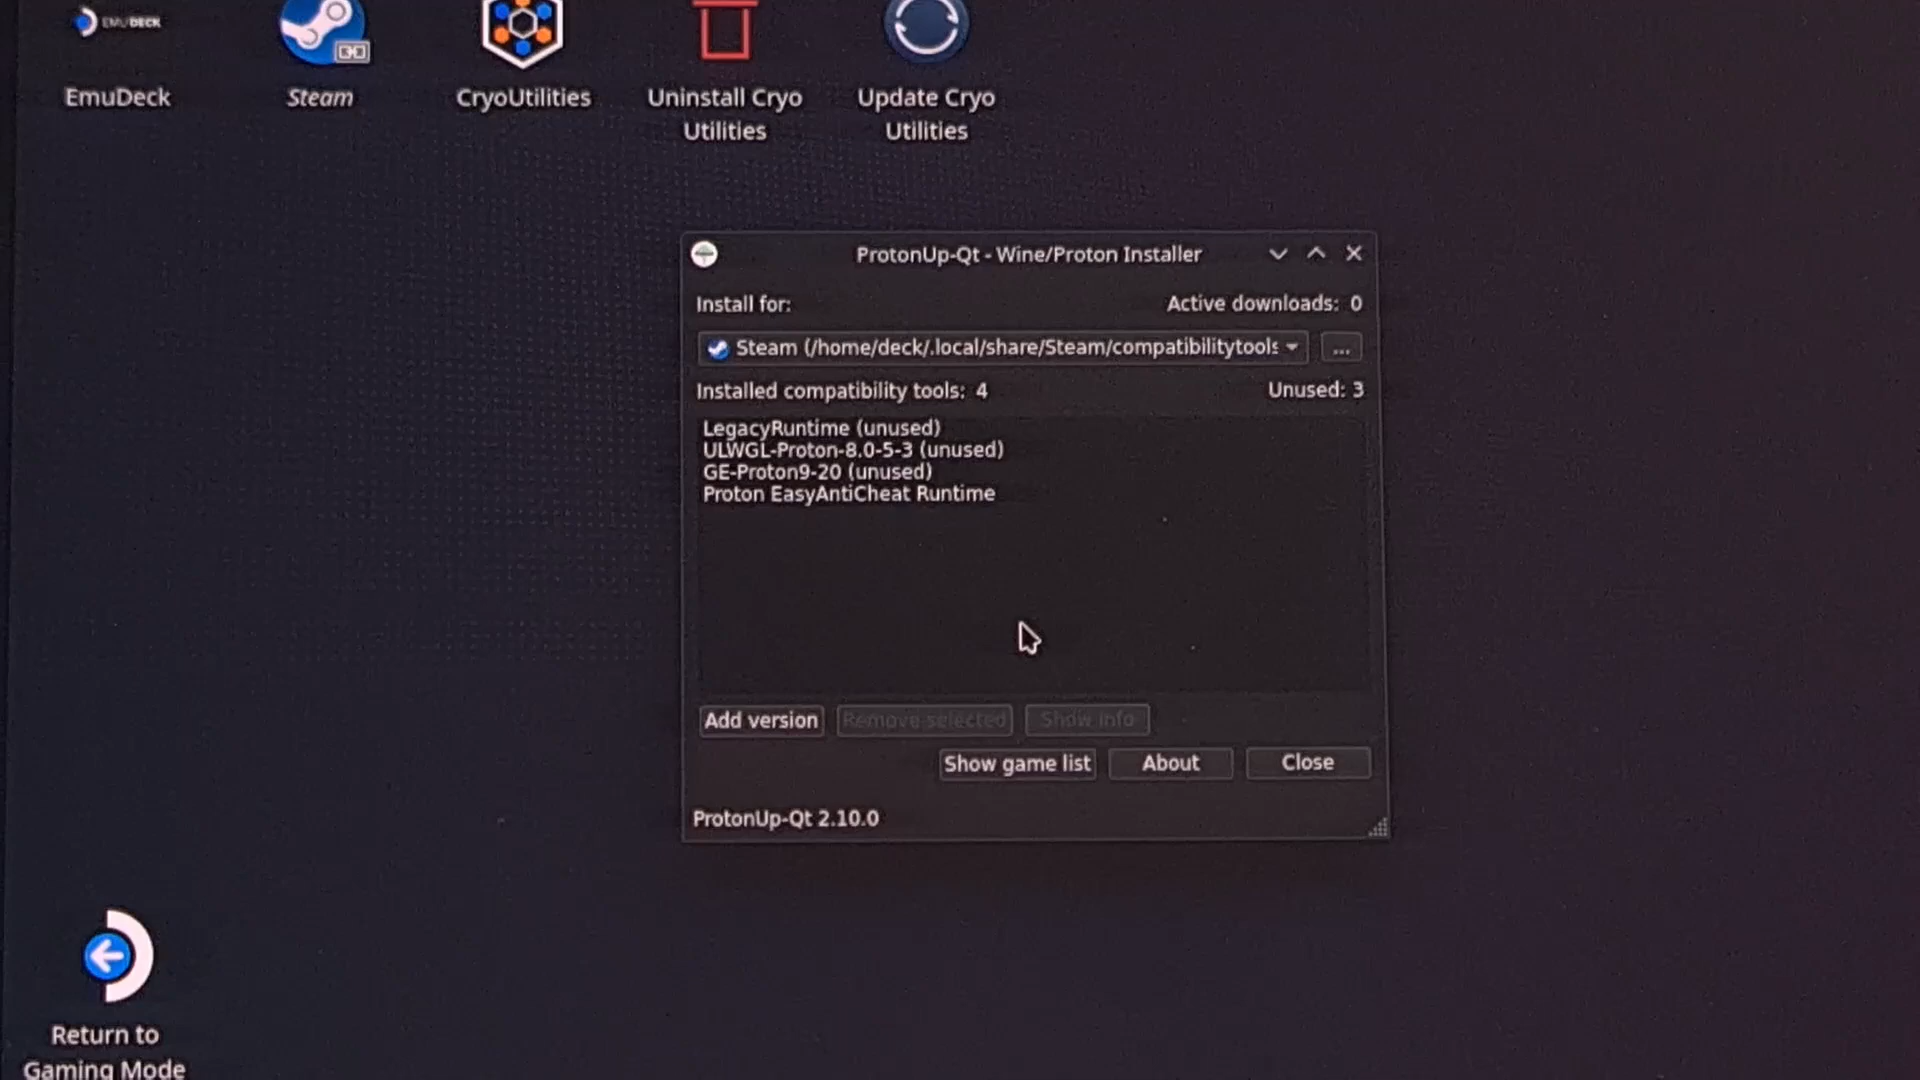 EMUDECK
EmuDeck
Steam
CryoUtilities
Uninstall Cryo
Utilities
Update Cryo
Utilities
ProtonUp-Qt - Wine/Proton Installer
Install for:
Active downloads: 0
Steam (/home/deck/.local/share/Steam/compatibilitytools
...
Installed compatibility tools: 4
Unused: 3
LegacyRuntime (unused)
ULWGL-Proton-8.0-5-3 (unused)
GE-Proton9-20 (unused)
Proton EasyAntiCheat Runtime
Add version
Remove selected
Show info
Show game list
About
Close
ProtonUp-Qt 2.10.0
Return to
Gaming Mode